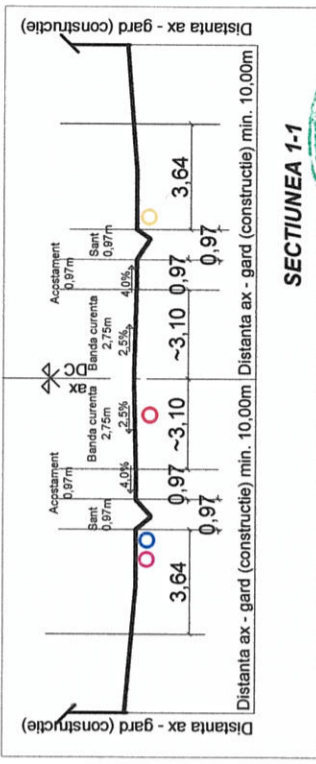 Distanta ax - gard (constructie)
Distanta ax - gard (constructie)
ax
DC
Acostament
0,97m
Acostament
0,97m
Sant
0,97m
Banda curenta
2,75m
Banda curenta
2,75m
Sant
0,97m
4,0%
2,5%
2,5%
4,0%
3,64
0,97
0,97
~3,10
~3,10
0,97
0,97
3,64
Distanta ax - gard (constructie) min. 10,00m
Distanta ax - gard (constructie) min. 10,00m
SECTIUNEA 1-1